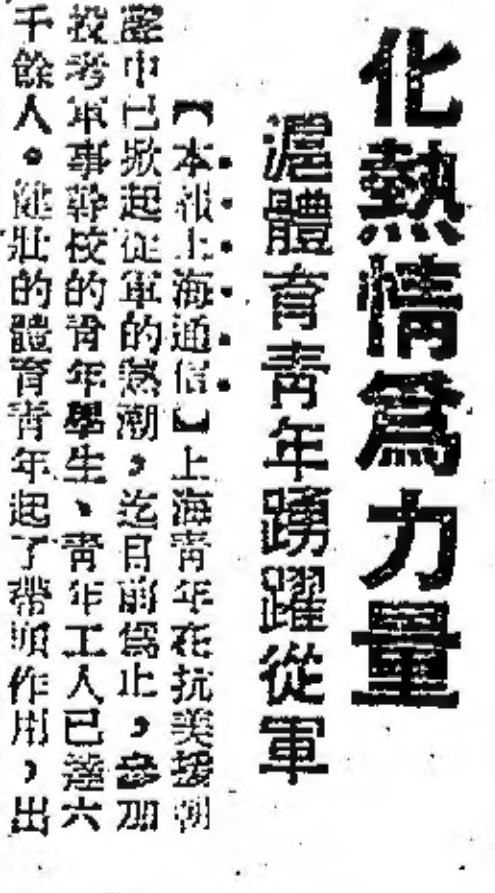 化熱情爲力量
滬體育青年踴躍從軍
【本報上海通信】上海青年在抗美援朝
聲中已掀起從軍的熱潮，迄目前爲止，參加
投考軍事幹校的青年學生、青年工人已達六
千餘人。健壯的體育青年起了帶頭作用，出